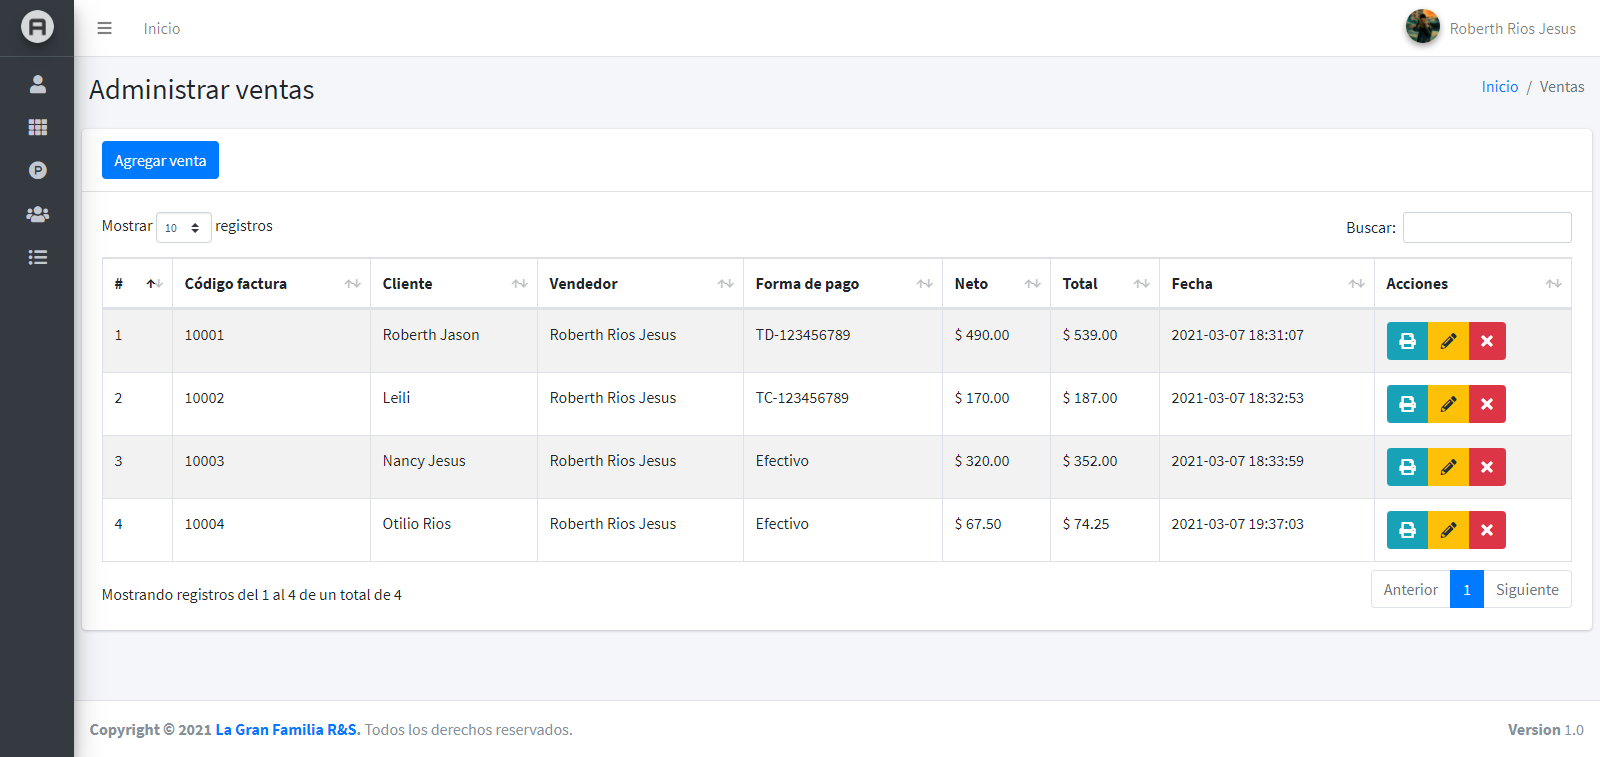 Inicio
Roberth Rios Jesus
Administrar ventas
Inicio / Ventas
Agregar venta
Mostrar 10 registros
Buscar:
# Código factura Cliente Vendedor Forma de pago Neto Total Fecha Acciones
1 10001 Roberth Jason Roberth Rios Jesus TD-123456789 $ 490.00 $ 539.00 2021-03-07 18:31:07
2 10002 Leili Roberth Rios Jesus TC-123456789 $ 170.00 $ 187.00 2021-03-07 18:32:53
3 10003 Nancy Jesus Roberth Rios Jesus Efectivo $ 320.00 $ 352.00 2021-03-07 18:33:59
4 10004 Otilio Rios Roberth Rios Jesus Efectivo $ 67.50 $ 74.25 2021-03-07 19:37:03
Mostrando registros del 1 al 4 de un total de 4
Anterior 1 Siguiente
Copyright © 2021 La Gran Familia R&S. Todos los derechos reservados.
Version 1.0